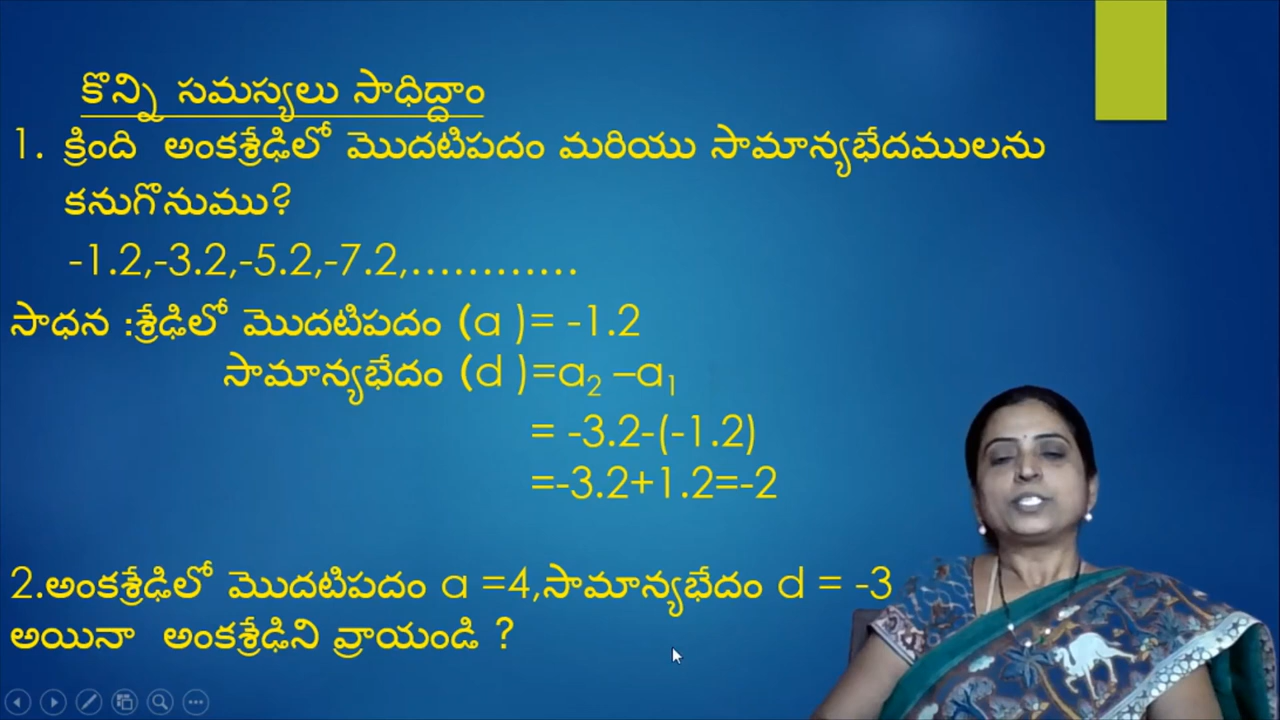 కొన్ని సమస్యలు సాధిద్దాం
1. క్రింది అంకశ్రేఢిలో మొదటిపదం మరియు సామాన్యభేదములను
కనుగొనుము?
-1.2,-3.2,-5.2,-7.2,............
సాధన :శ్రేఢిలో మొదటిపదం (a )= -1.2
సామాన్యభేదం (d )=a₂ –a₁
= -3.2-(-1.2)
=-3.2+1.2=-2
2.అంకశ్రేఢిలో మొదటిపదం a =4,సామాన్యభేదం d = -3
అయినా అంకశ్రేఢిని వ్రాయండి ?